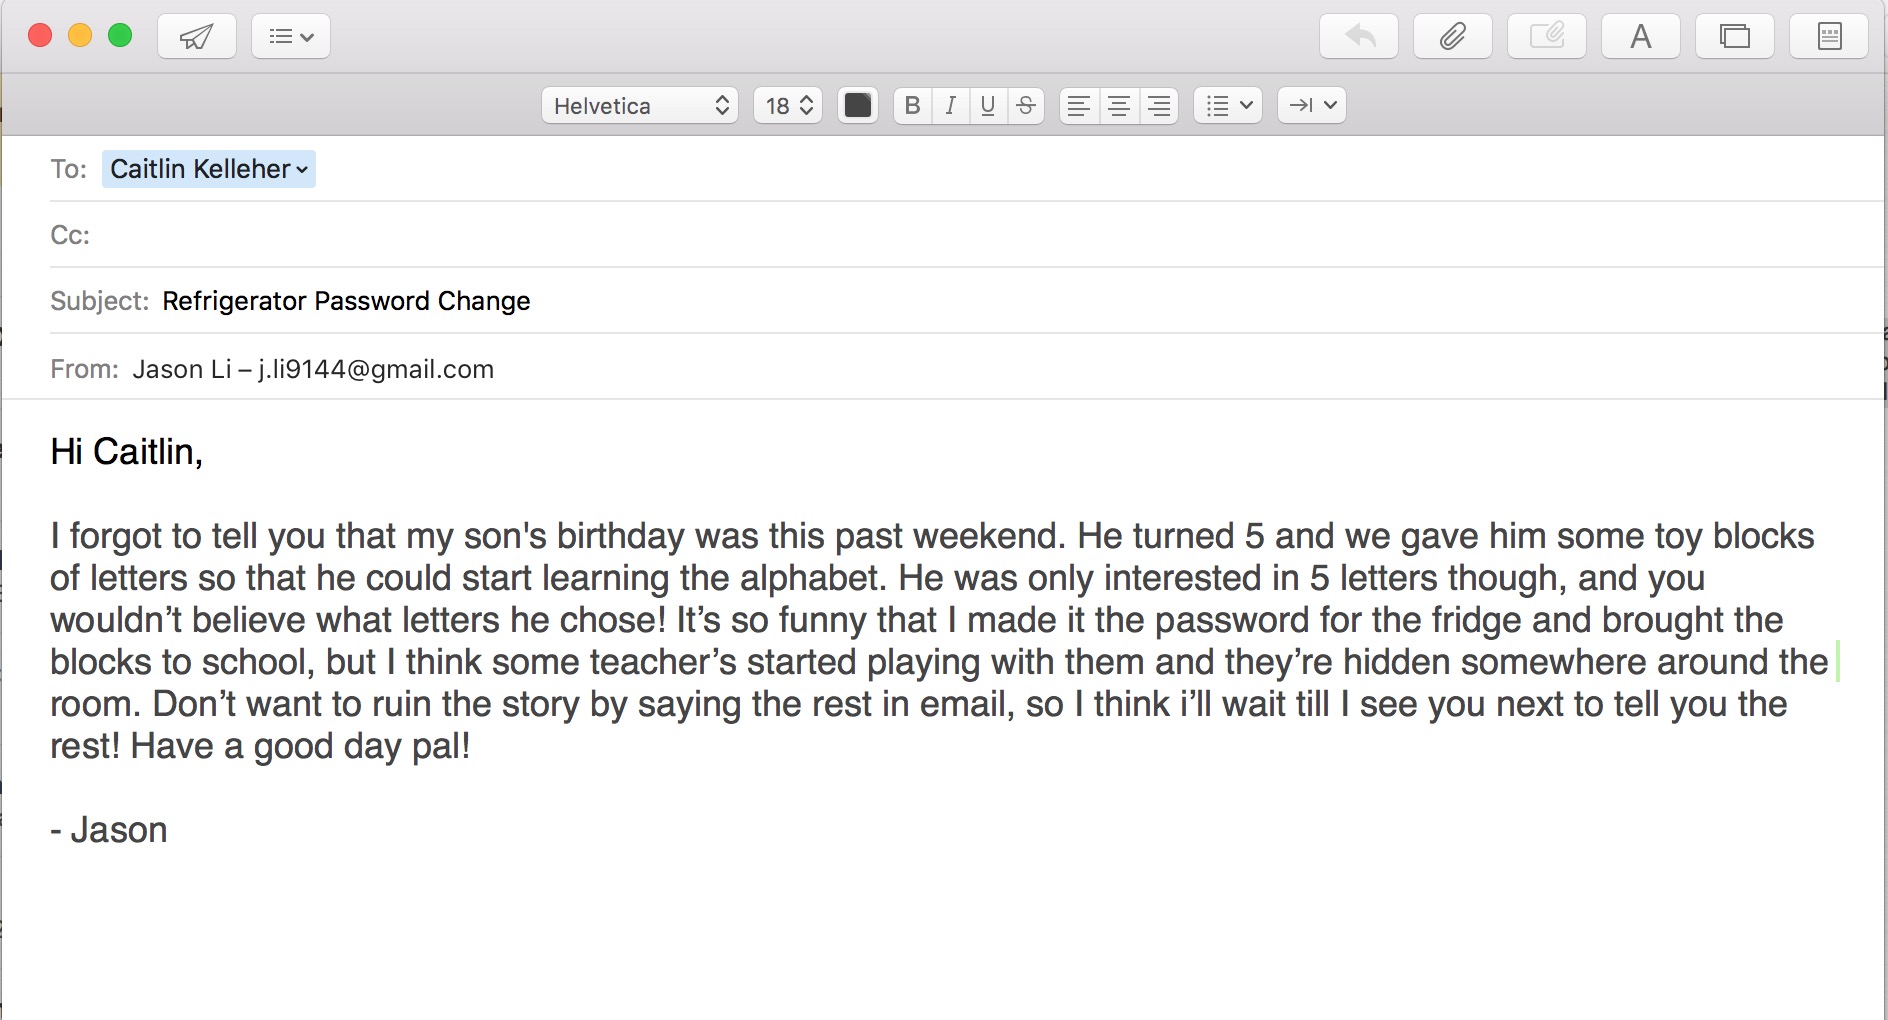 A
Helvetica 18 B I U S
To: Caitlin Kelleher
Cc:
Subject: Refrigerator Password Change
From: Jason Li – j.li9144@gmail.com
Hi Caitlin,
I forgot to tell you that my son's birthday was this past weekend. He turned 5 and we gave him some toy blocks
of letters so that he could start learning the alphabet. He was only interested in 5 letters though, and you
wouldn’t believe what letters he chose! It’s so funny that I made it the password for the fridge and brought the
blocks to school, but I think some teacher’s started playing with them and they’re hidden somewhere around the
room. Don’t want to ruin the story by saying the rest in email, so I think i’ll wait till I see you next to tell you the
rest! Have a good day pal!
- Jason